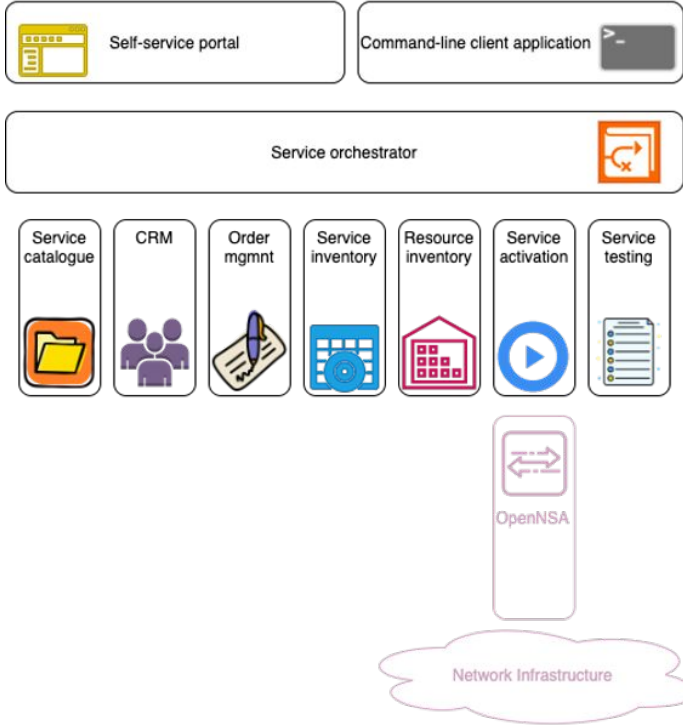 Self-service portal
Command-line client application
>_
Service orchestrator
Service
catalogue
CRM
Order
mgmnt
Service
inventory
Resource
inventory
Service
activation
Service
testing
OpenNSA
Network Infrastructure